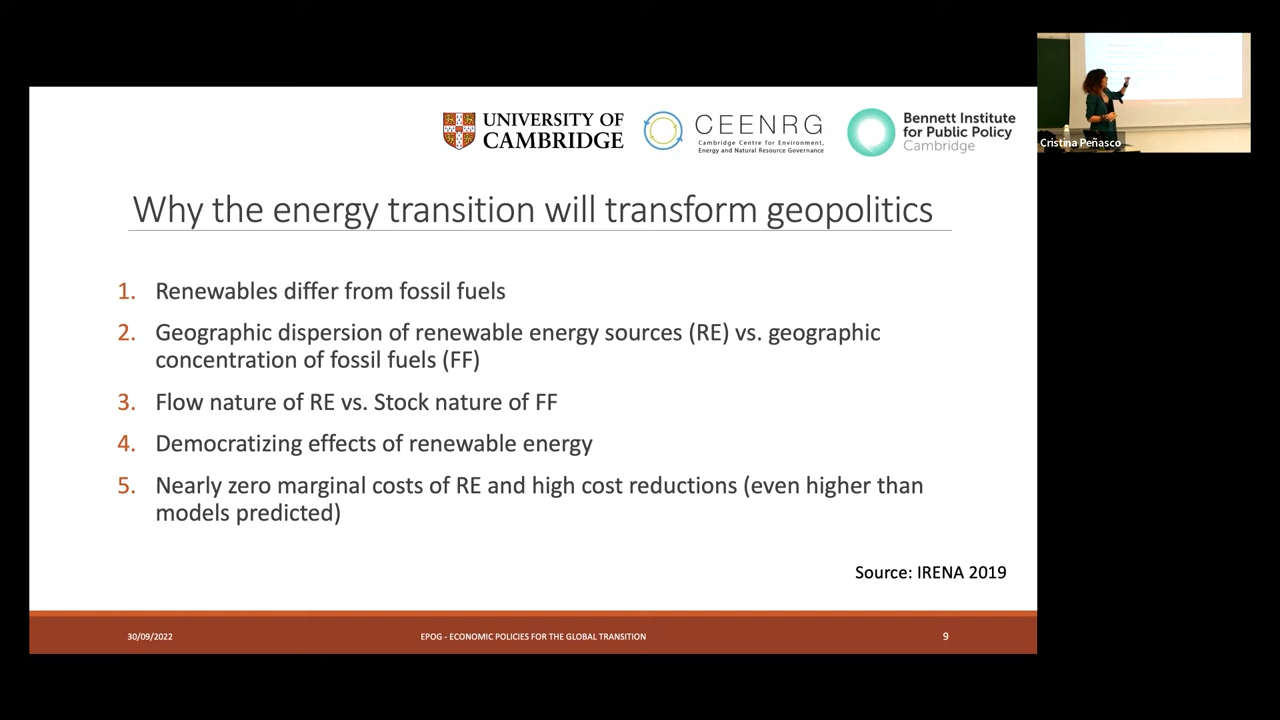 UNIVERSITY OF
CAMBRIDGE
CEENRG
Cambridge Centre for Environment,
Energy and Natural Resource Governance
Bennett Institute
for Public Policy
Cambridge
Cristina Peñasco
Why the energy transition will transform geopolitics
1. Renewables differ from fossil fuels
2. Geographic dispersion of renewable energy sources (RE) vs. geographic
concentration of fossil fuels (FF)
3. Flow nature of RE vs. Stock nature of FF
4. Democratizing effects of renewable energy
5. Nearly zero marginal costs of RE and high cost reductions (even higher than
models predicted)
Source: IRENA 2019
30/09/2022
EPOG - ECONOMIC POLICIES FOR THE GLOBAL TRANSITION
9